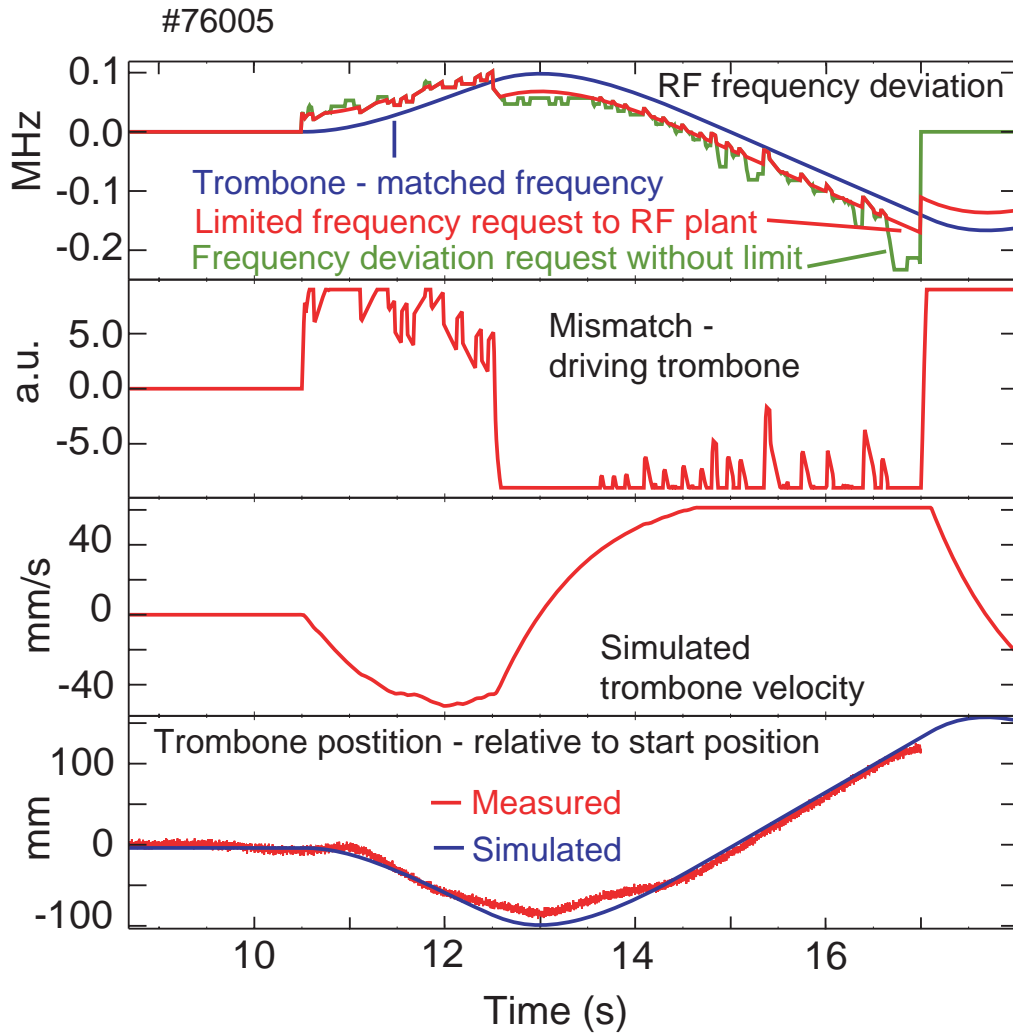 #76005
0.1
0.0
-0.1
-0.2
MHz
RF frequency deviation
Trombone - matched frequency
Limited frequency request to RF plant
Frequency deviation request without limit
5.0
0.0
-5.0
a.u.
Mismatch -
driving trombone
40
0
-40
mm/s
Simulated
trombone velocity
Trombone postition - relative to start position
100
0
-100
mm
Measured
Simulated
10
12
14
16
Time (s)